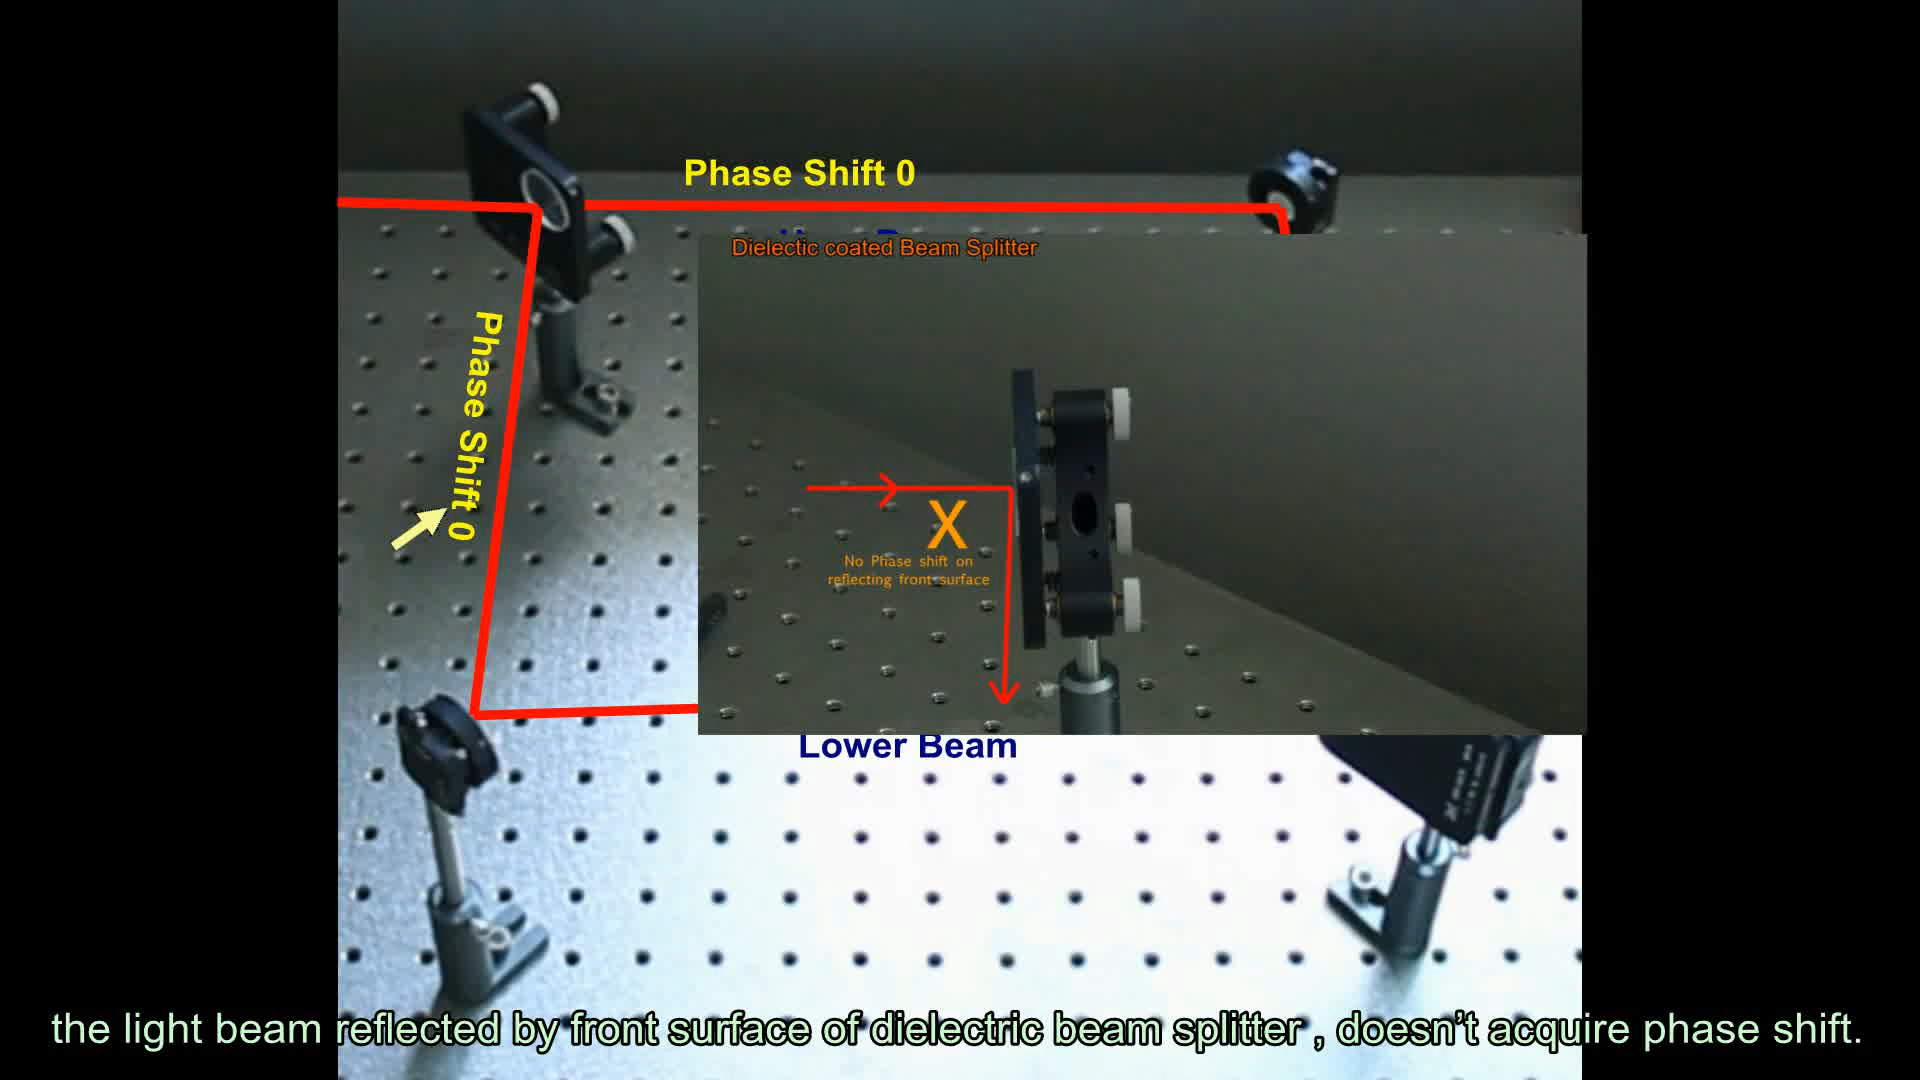 Phase Shift 0
Dielectic coated Beam Splitter
Phase Shift 0
X
No Phase shift on
reflecting front surface
Lower Beam
the light beam reflected by front surface of dielectric beam splitter , doesn't acquire phase shift.